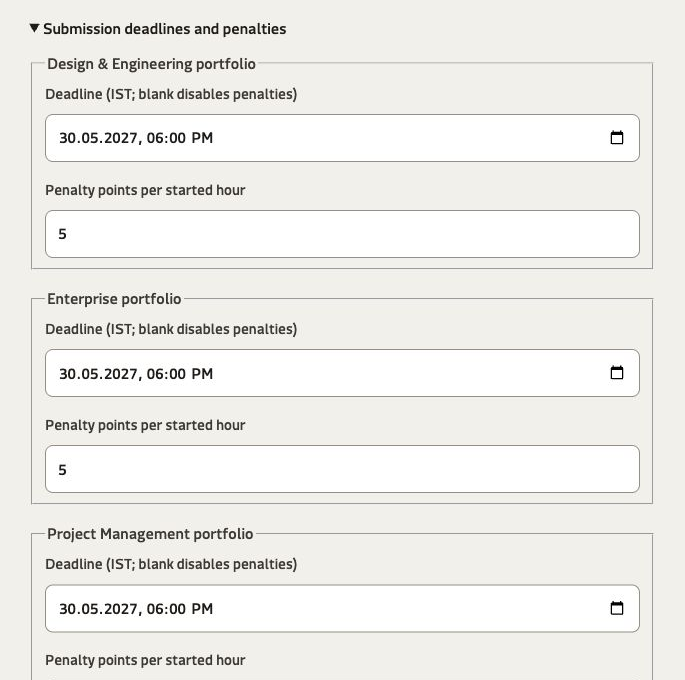 Submission deadlines and penalties
Design & Engineering portfolio
Deadline (IST; blank disables penalties)
30.05.2027, 06:00 PM
Penalty points per started hour
5
Enterprise portfolio
Deadline (IST; blank disables penalties)
30.05.2027, 06:00 PM
Penalty points per started hour
5
Project Management portfolio
Deadline (IST; blank disables penalties)
30.05.2027, 06:00 PM
Penalty points per started hour